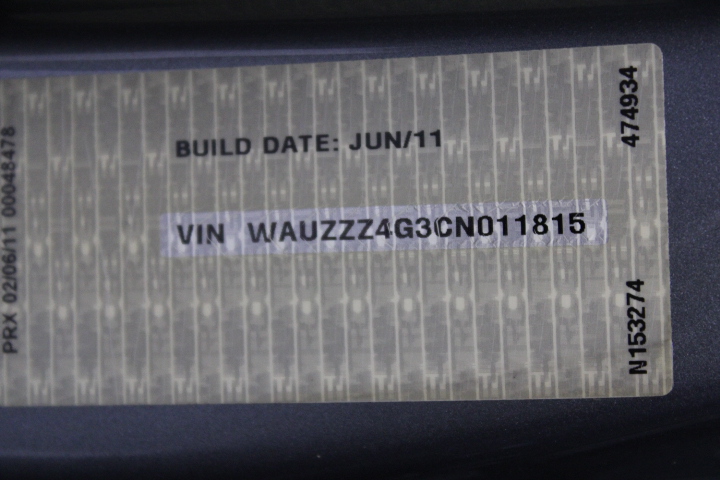 PRX 02/06/11 00048478
BUILD DATE: JUN/11
VIN WAUZZZ4G3CN011815
474934
N153274